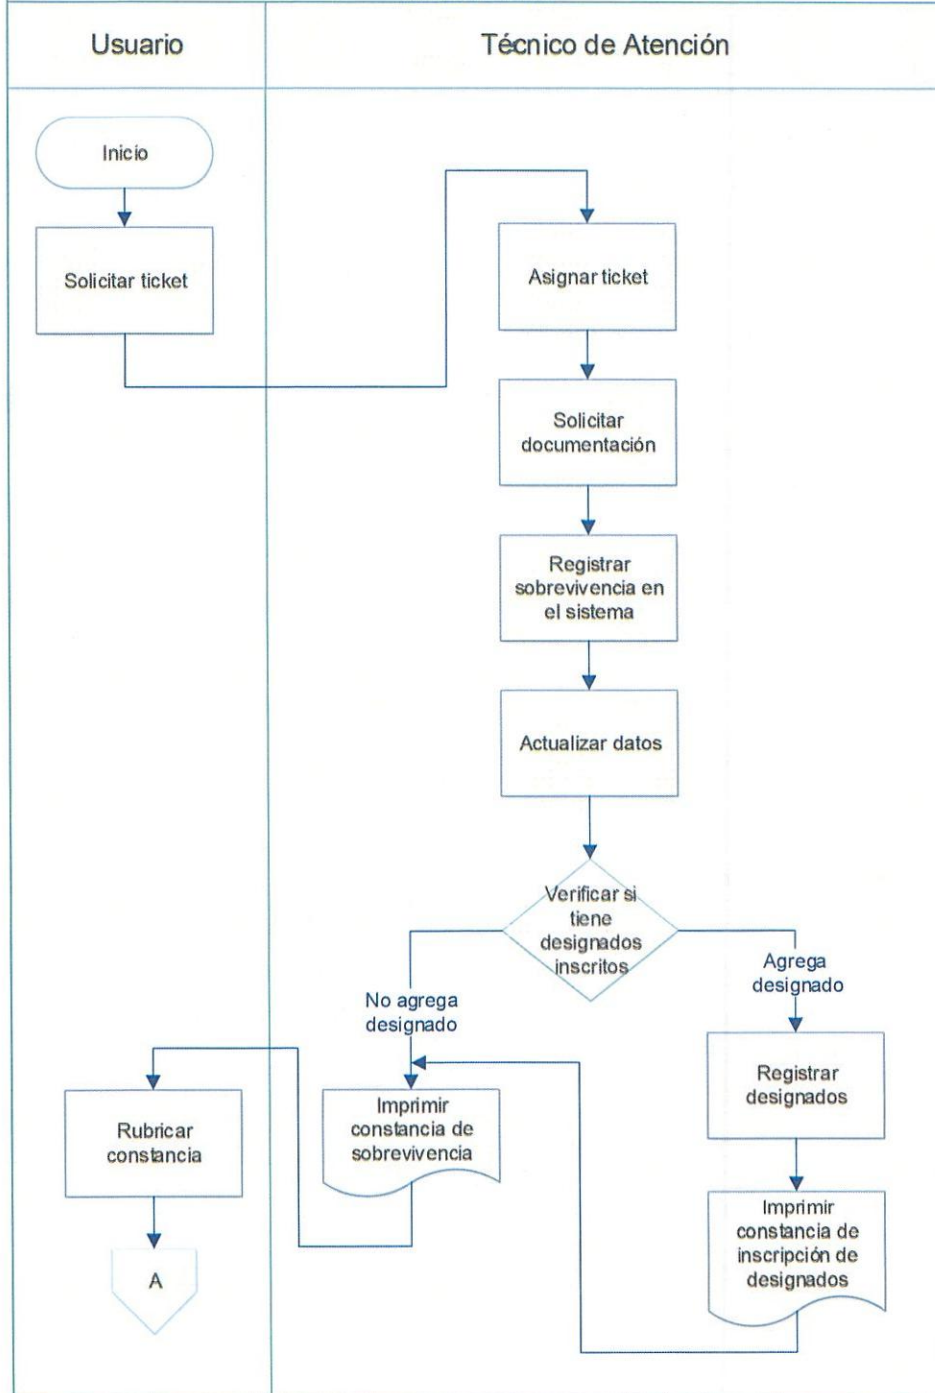 Usuario
Técnico de Atención
Inicio
Solicitar ticket
Asignar ticket
Solicitar
documentación
Registrar
sobrevivencia en
el sistema
Actualizar datos
Verificar si
tiene
designados
inscritos
No agrega
designado
Agrega
designado
Registrar
designados
Imprimir
constancia de
inscripción de
designados
Imprimir
constancia de
sobrevivencia
Rubricar
constancia
A